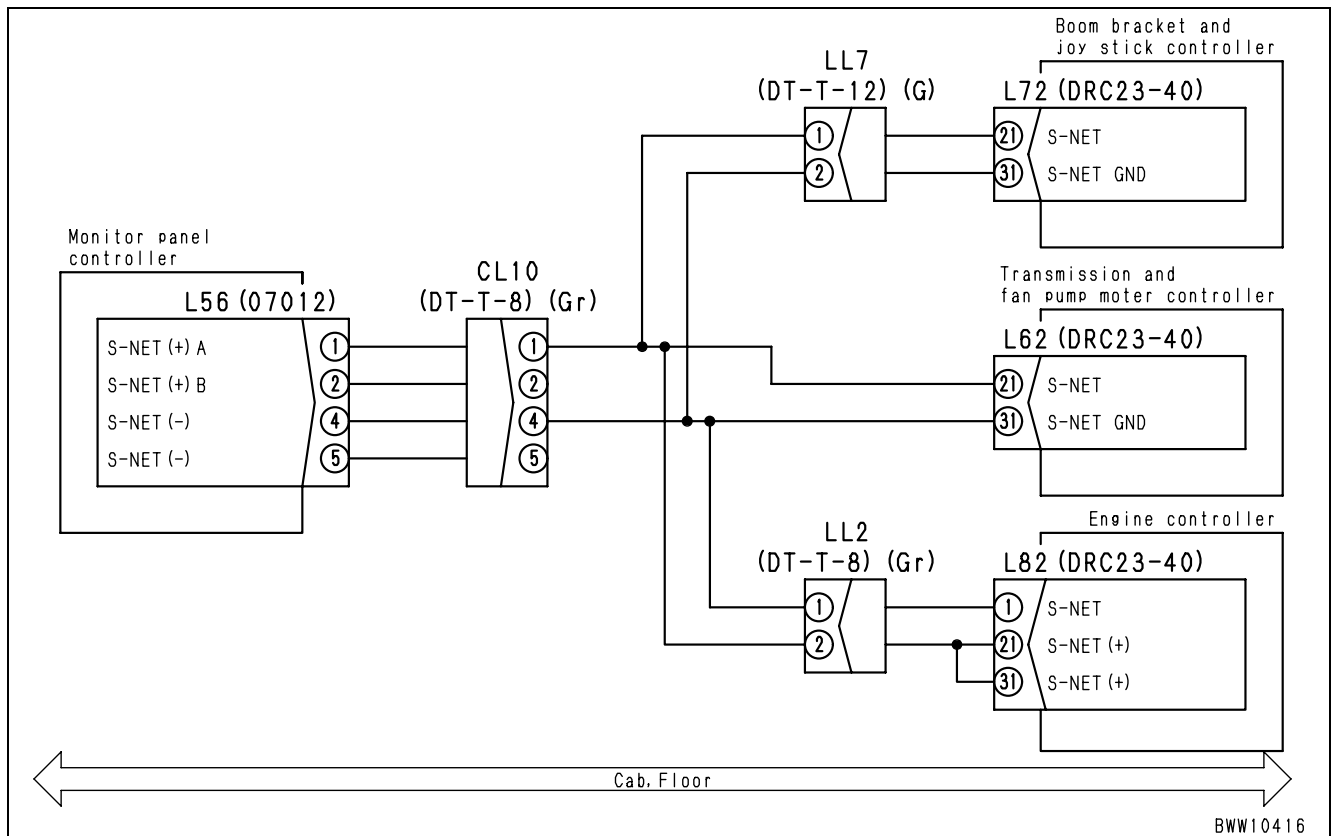 Boom bracket and
joy stick controller
LL7
(DT-T-12) (G)
L72 (DRC23-40)
1
2
21 S-NET
31 S-NET GND
Monitor panel
controller
L56 (07012)
CL10
(DT-T-8) (Gr)
S-NET (+) A 1
S-NET (+) B 2
S-NET (-) 4
S-NET (-) 5
1
2
4
5
Transmission and
fan pump moter controller
L62 (DRC23-40)
21 S-NET
31 S-NET GND
Engine controller
LL2
(DT-T-8) (Gr)
L82 (DRC23-40)
1
2
1 S-NET
21 S-NET (+)
31 S-NET (+)
Cab, Floor
BWW10416